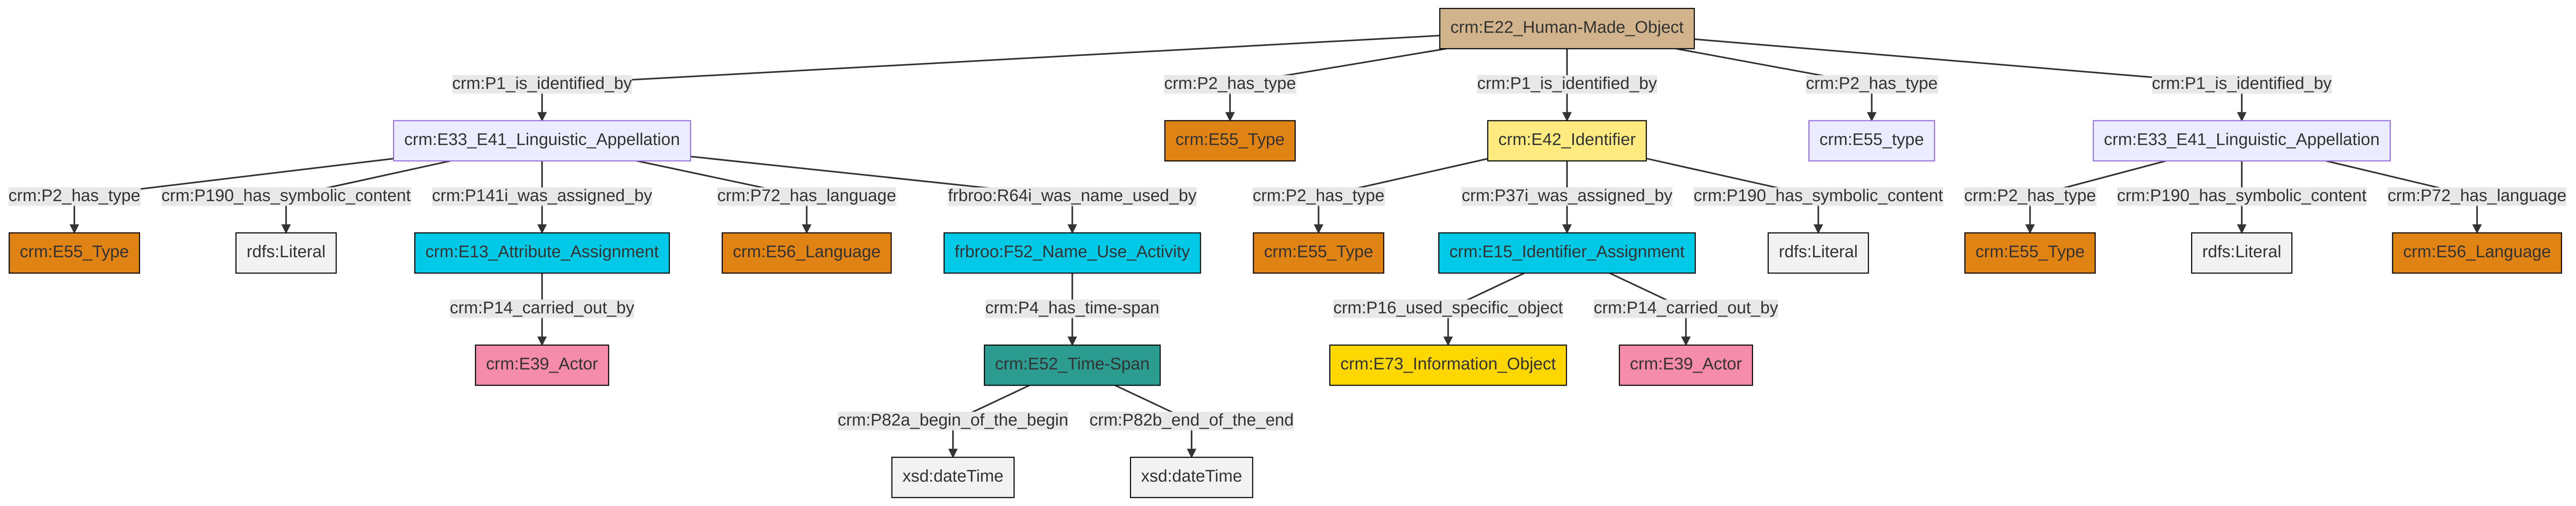 crm:E22_Human-Made_Object
crm:P1_is_identified_by
crm:P2_has_type
crm:P1_is_identified_by
crm:P2_has_type
crm:P1_is_identified_by
crm:E33_E41_Linguistic_Appellation
crm:E55_Type
crm:E42_Identifier
crm:E55_type
crm:E33_E41_Linguistic_Appellation
crm:P2_has_type
crm:P190_has_symbolic_content
crm:P141i_was_assigned_by
crm:P72_has_language
frbroo:R64i_was_name_used_by
crm:P2_has_type
crm:P37i_was_assigned_by
crm:P190_has_symbolic_content
crm:P2_has_type
crm:P190_has_symbolic_content
crm:P72_has_language
crm:E55_Type
rdfs:Literal
crm:E13_Attribute_Assignment
crm:E56_Language
frbroo:F52_Name_Use_Activity
crm:E55_Type
crm:E15_Identifier_Assignment
rdfs:Literal
crm:E55_Type
rdfs:Literal
crm:E56_Language
crm:P14_carried_out_by
crm:P4_has_time-span
crm:P16_used_specific_object
crm:P14_carried_out_by
crm:E39_Actor
crm:E52_Time-Span
crm:E73_Information_Object
crm:E39_Actor
crm:P82a_begin_of_the_begin
crm:P82b_end_of_the_end
xsd:dateTime
xsd:dateTime